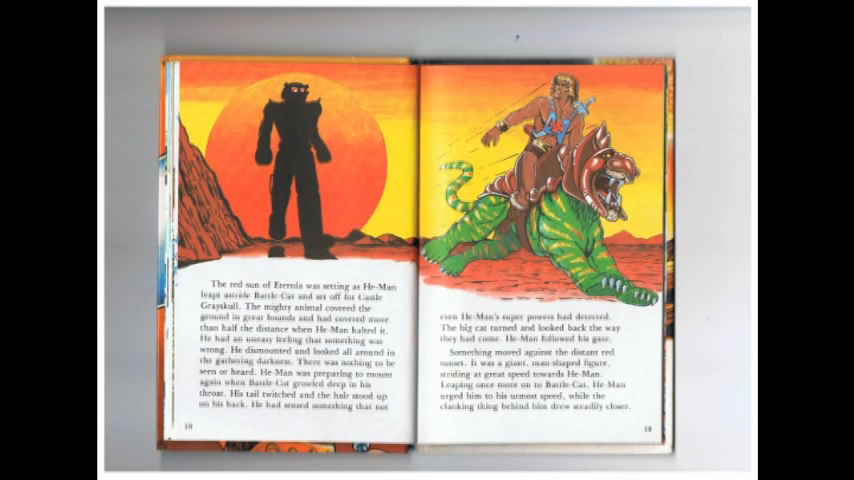 The red sun of Eternia was setting as He-Man
leapt astride Battle-Cat and set off for Castle
Grayskull. The mighty animal covered the
ground in great bounds and had covered more
than half the distance when He-Man halted it.
He had an uneasy feeling that something was
wrong. He dismounted and looked all around in
the gathering darkness. There was nothing to be
seen or heard. He-Man was preparing to mount
again when Battle-Cat growled deep in his
throat. His tail twitched and the hair stood up
on his back. He had sensed something that not
even He-Man's super powers had detected.
The big cat turned and looked back the way
they had come. He-Man followed his gaze.
Something moved against the distant red
sunset. It was a giant, man-shaped figure,
striding at great speed towards He-Man.
Leaping once more on to Battle-Cat, He-Man
urged him to his utmost speed, while the
clanking thing behind him drew steadily closer.